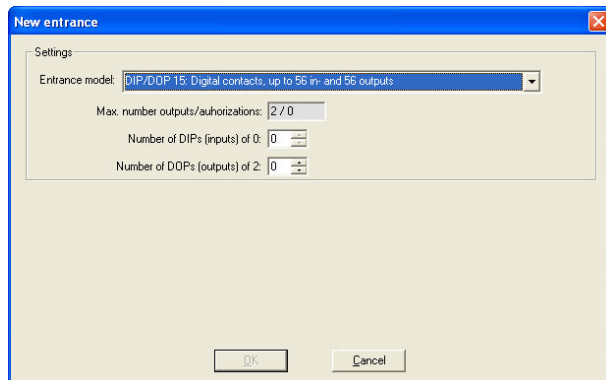 New entrance
Settings
Entrance model: DIP/DOP 15: Digital contacts, up to 56 in- and 56 outputs
Max. number outputs/auhorizations: 2 / 0
Number of DIPs (inputs) of 0: 0
Number of DOPs (outputs) of 2: 0
OK Cancel